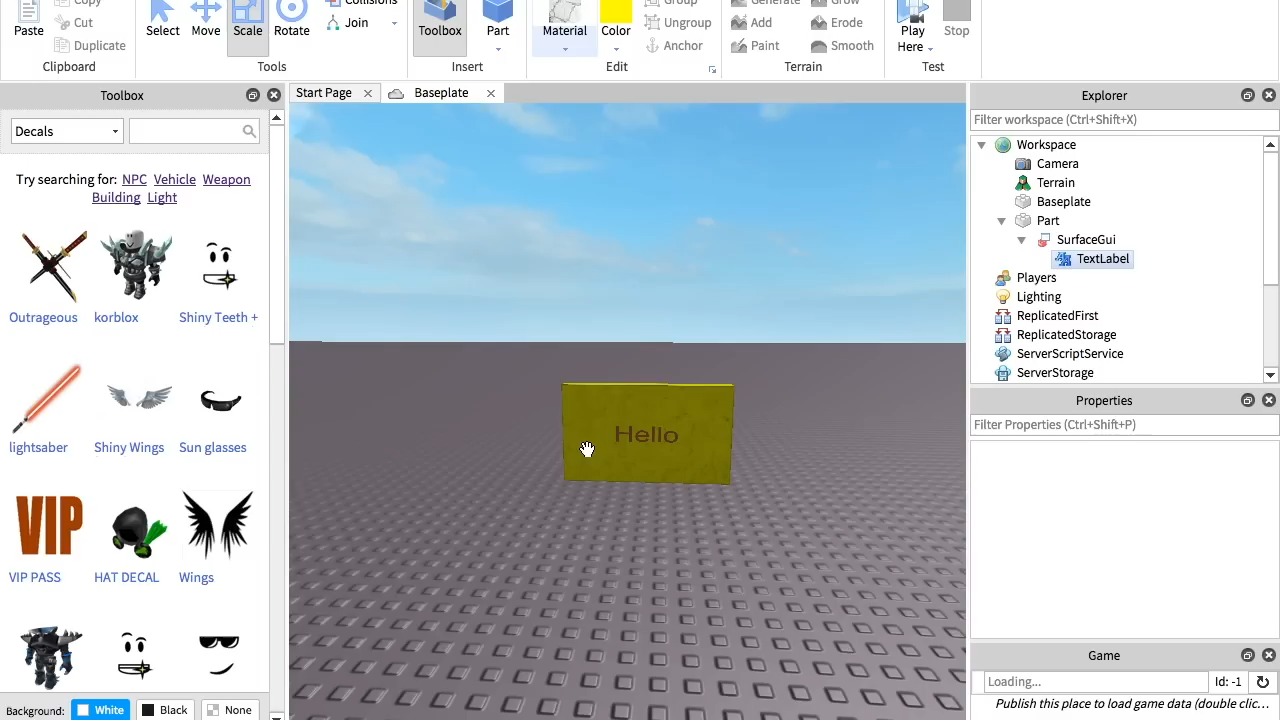 Copy
Collisions
Group
Generate
Grow
Paste
Cut
Select
Move
Scale
Rotate
Join
Toolbox
Part
Material
Color
Ungroup
Add
Erode
Play
Here
Stop
Duplicate
Anchor
Paint
Smooth
Clipboard
Tools
Insert
Edit
Terrain
Test
Toolbox
Start Page
Baseplate
Explorer
Decals
Filter workspace (Ctrl+Shift+X)
Try searching for: NPC Vehicle Weapon
Building Light
Workspace
Camera
Terrain
Baseplate
Part
SurfaceGui
TextLabel
Players
Lighting
ReplicatedFirst
ReplicatedStorage
ServerScriptService
ServerStorage
Outrageous
korblox
Shiny Teeth +
lightsaber
Shiny Wings
Sun glasses
VIP
VIP PASS
HAT DECAL
Wings
Hello
Properties
Filter Properties (Ctrl+Shift+P)
Game
Loading...
Id: -1
Publish this place to load game data (double clic...
Background:
White
Black
None